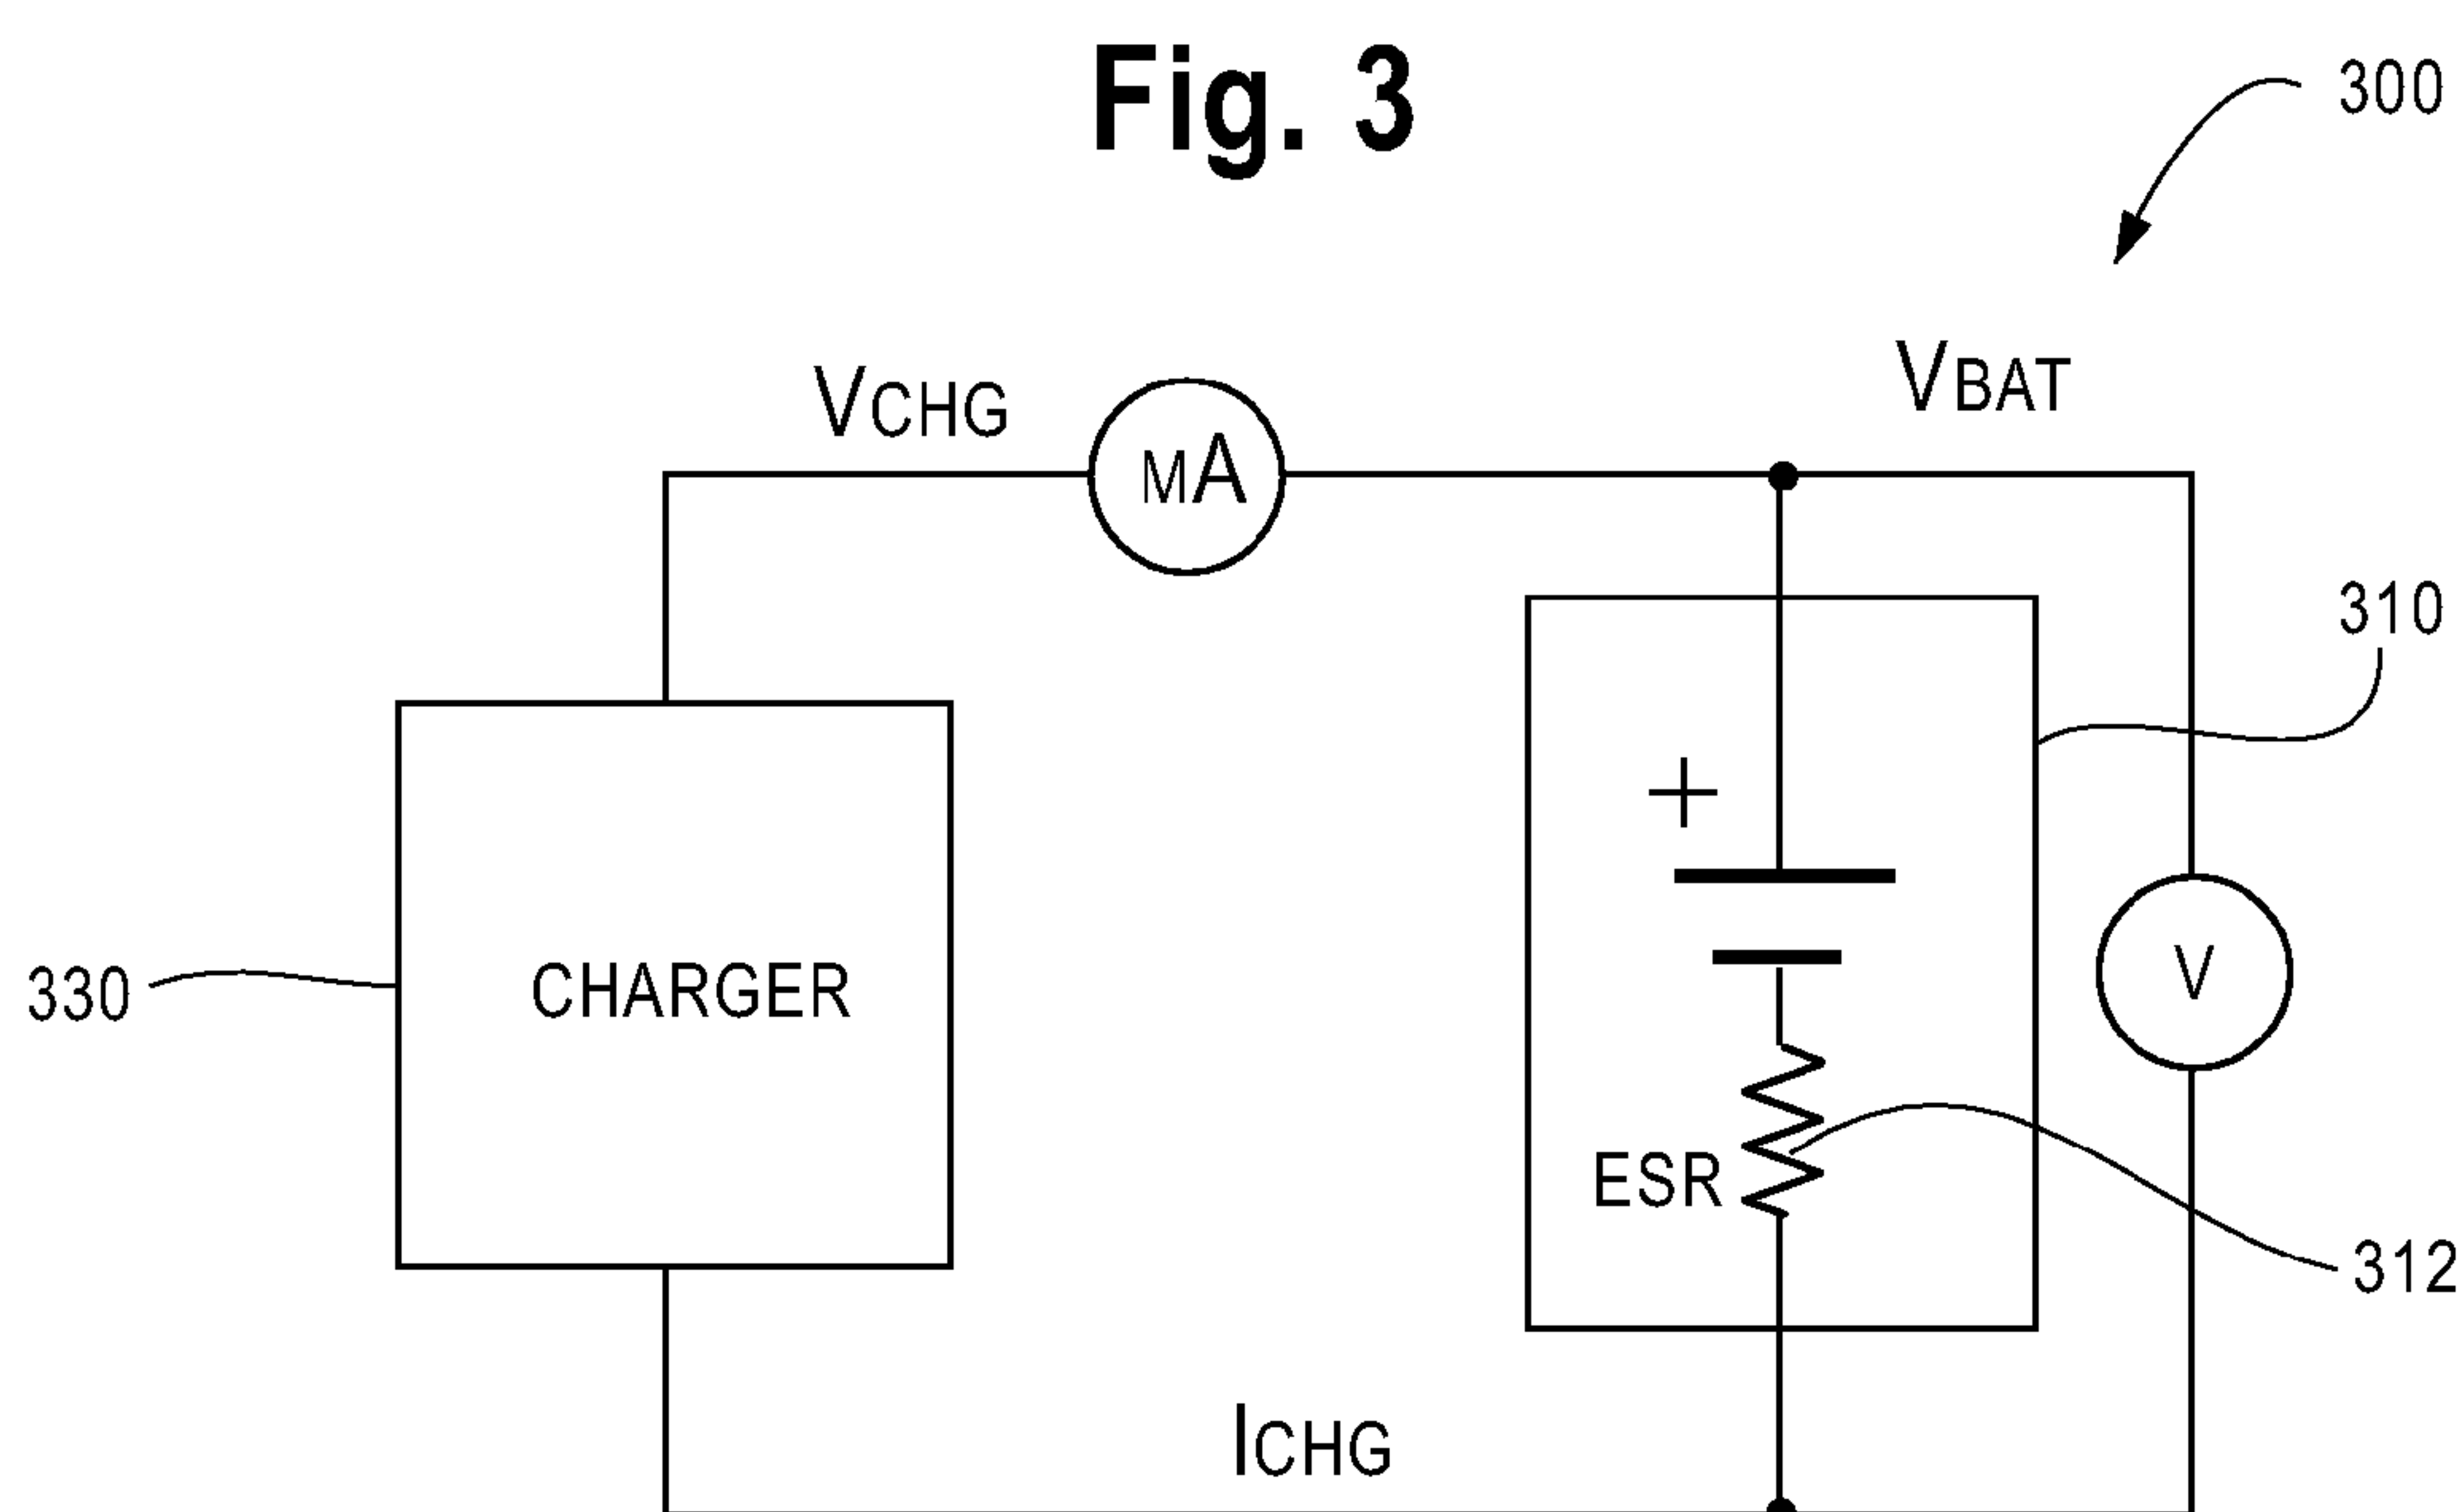 Fig. 3
300
VCHG
VBAT
MA
310
+
330
CHARGER
V
ESR
312
ICHG